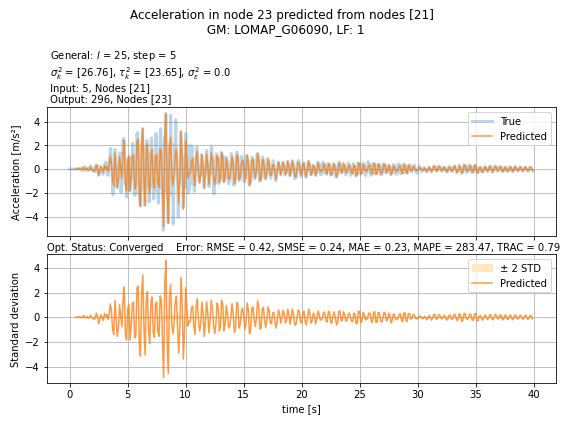 Acceleration in node 23 predicted from nodes [21]
GM: LOMAP_G06090, LF: 1
General: l = 25, step = 5
σ²ₖ = [26.76], τ²ₖ = [23.65], σ²ε = 0.0
Input: 5, Nodes [21]
Output: 296, Nodes [23]
Acceleration [m/s²]
4
2
0
−2
−4
True
Predicted
Opt. Status: Converged Error: RMSE = 0.42, SMSE = 0.24, MAE = 0.23, MAPE = 283.47, TRAC = 0.79
Standard deviation
4
2
0
−2
−4
± 2 STD
Predicted
0 5 10 15 20 25 30 35 40
time [s]